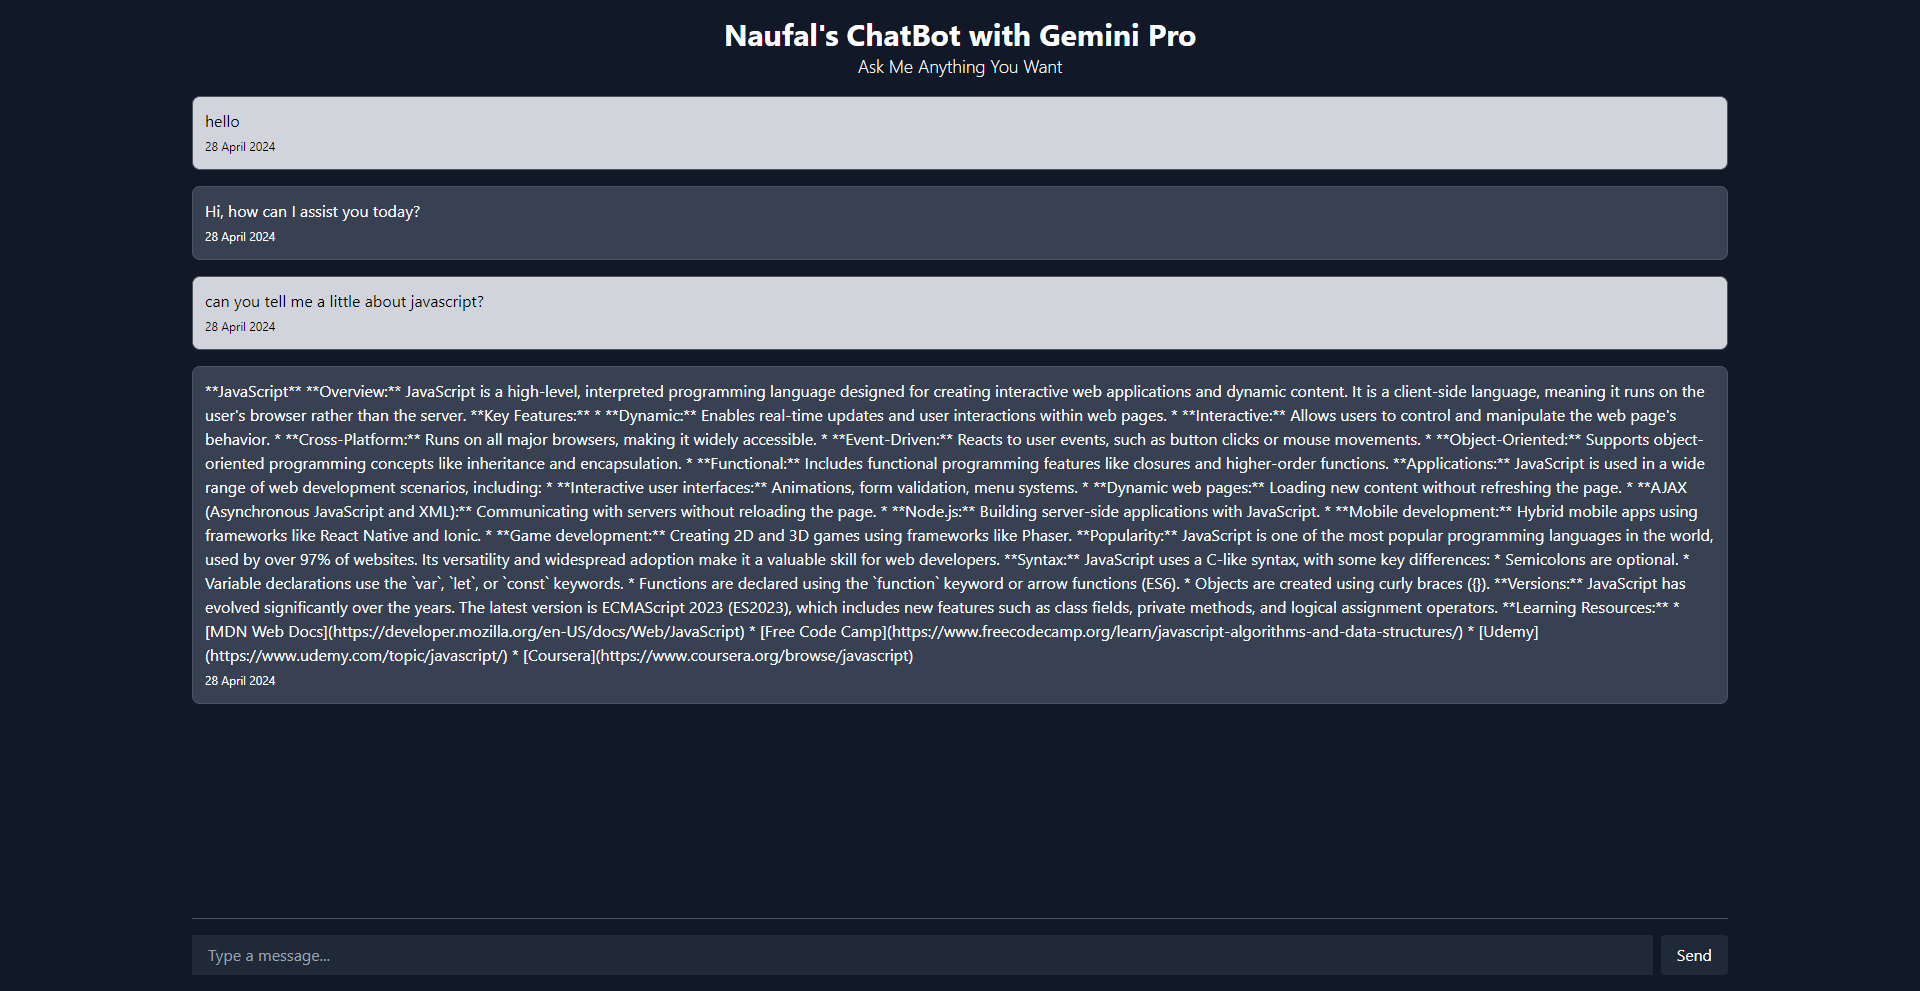 Naufal's ChatBot with Gemini Pro
Ask Me Anything You Want
hello
28 April 2024
Hi, how can I assist you today?
28 April 2024
can you tell me a little about javascript?
28 April 2024
**JavaScript** **Overview:** JavaScript is a high-level, interpreted programming language designed for creating interactive web applications and dynamic content. It is a client-side language, meaning it runs on the
user's browser rather than the server. **Key Features:** * **Dynamic:** Enables real-time updates and user interactions within web pages. * **Interactive:** Allows users to control and manipulate the web page's
behavior. * **Cross-Platform:** Runs on all major browsers, making it widely accessible. * **Event-Driven:** Reacts to user events, such as button clicks or mouse movements. * **Object-Oriented:** Supports object-
oriented programming concepts like inheritance and encapsulation. * **Functional:** Includes functional programming features like closures and higher-order functions. **Applications:** JavaScript is used in a wide
range of web development scenarios, including: * **Interactive user interfaces:** Animations, form validation, menu systems. * **Dynamic web pages:** Loading new content without refreshing the page. * **AJAX
(Asynchronous JavaScript and XML):** Communicating with servers without reloading the page. * **Node.js:** Building server-side applications with JavaScript. * **Mobile development:** Hybrid mobile apps using
frameworks like React Native and Ionic. * **Game development:** Creating 2D and 3D games using frameworks like Phaser. **Popularity:** JavaScript is one of the most popular programming languages in the world,
used by over 97% of websites. Its versatility and widespread adoption make it a valuable skill for web developers. **Syntax:** JavaScript uses a C-like syntax, with some key differences: * Semicolons are optional. *
Variable declarations use the `var`, `let`, or `const` keywords. * Functions are declared using the `function` keyword or arrow functions (ES6). * Objects are created using curly braces ({}). **Versions:** JavaScript has
evolved significantly over the years. The latest version is ECMAScript 2023 (ES2023), which includes new features such as class fields, private methods, and logical assignment operators. **Learning Resources:** *
[MDN Web Docs](https://developer.mozilla.org/en-US/docs/Web/JavaScript) * [Free Code Camp](https://www.freecodecamp.org/learn/javascript-algorithms-and-data-structures/) * [Udemy]
(https://www.udemy.com/topic/javascript/) * [Coursera](https://www.coursera.org/browse/javascript)
28 April 2024
Type a message...
Send